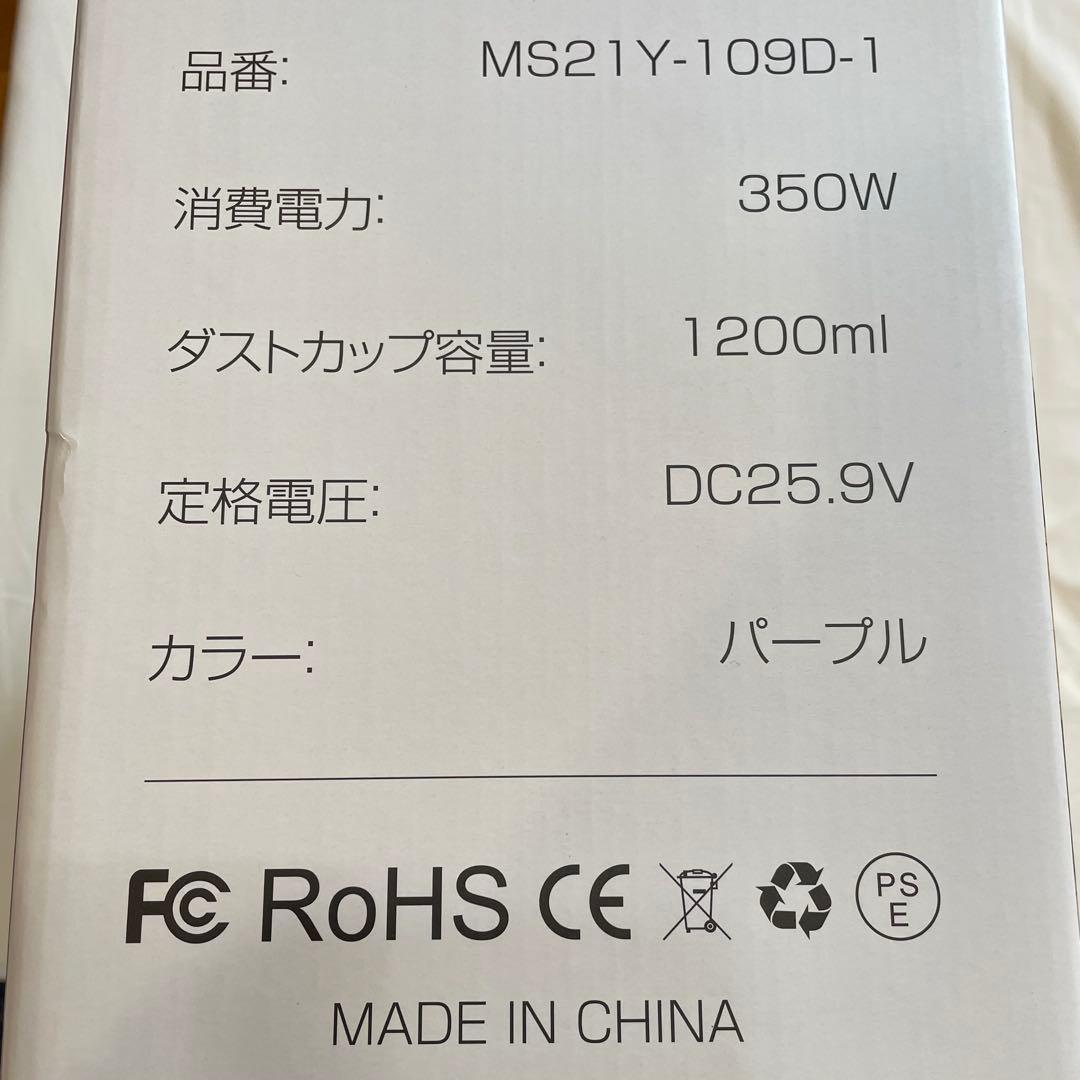 品番: MS21Y-109D-1
消費電力: 350W
ダストカップ容量: 1200ml
定格電圧: DC25.9V
カラー: パープル
FC RoHS CE PS E
MADE IN CHINA